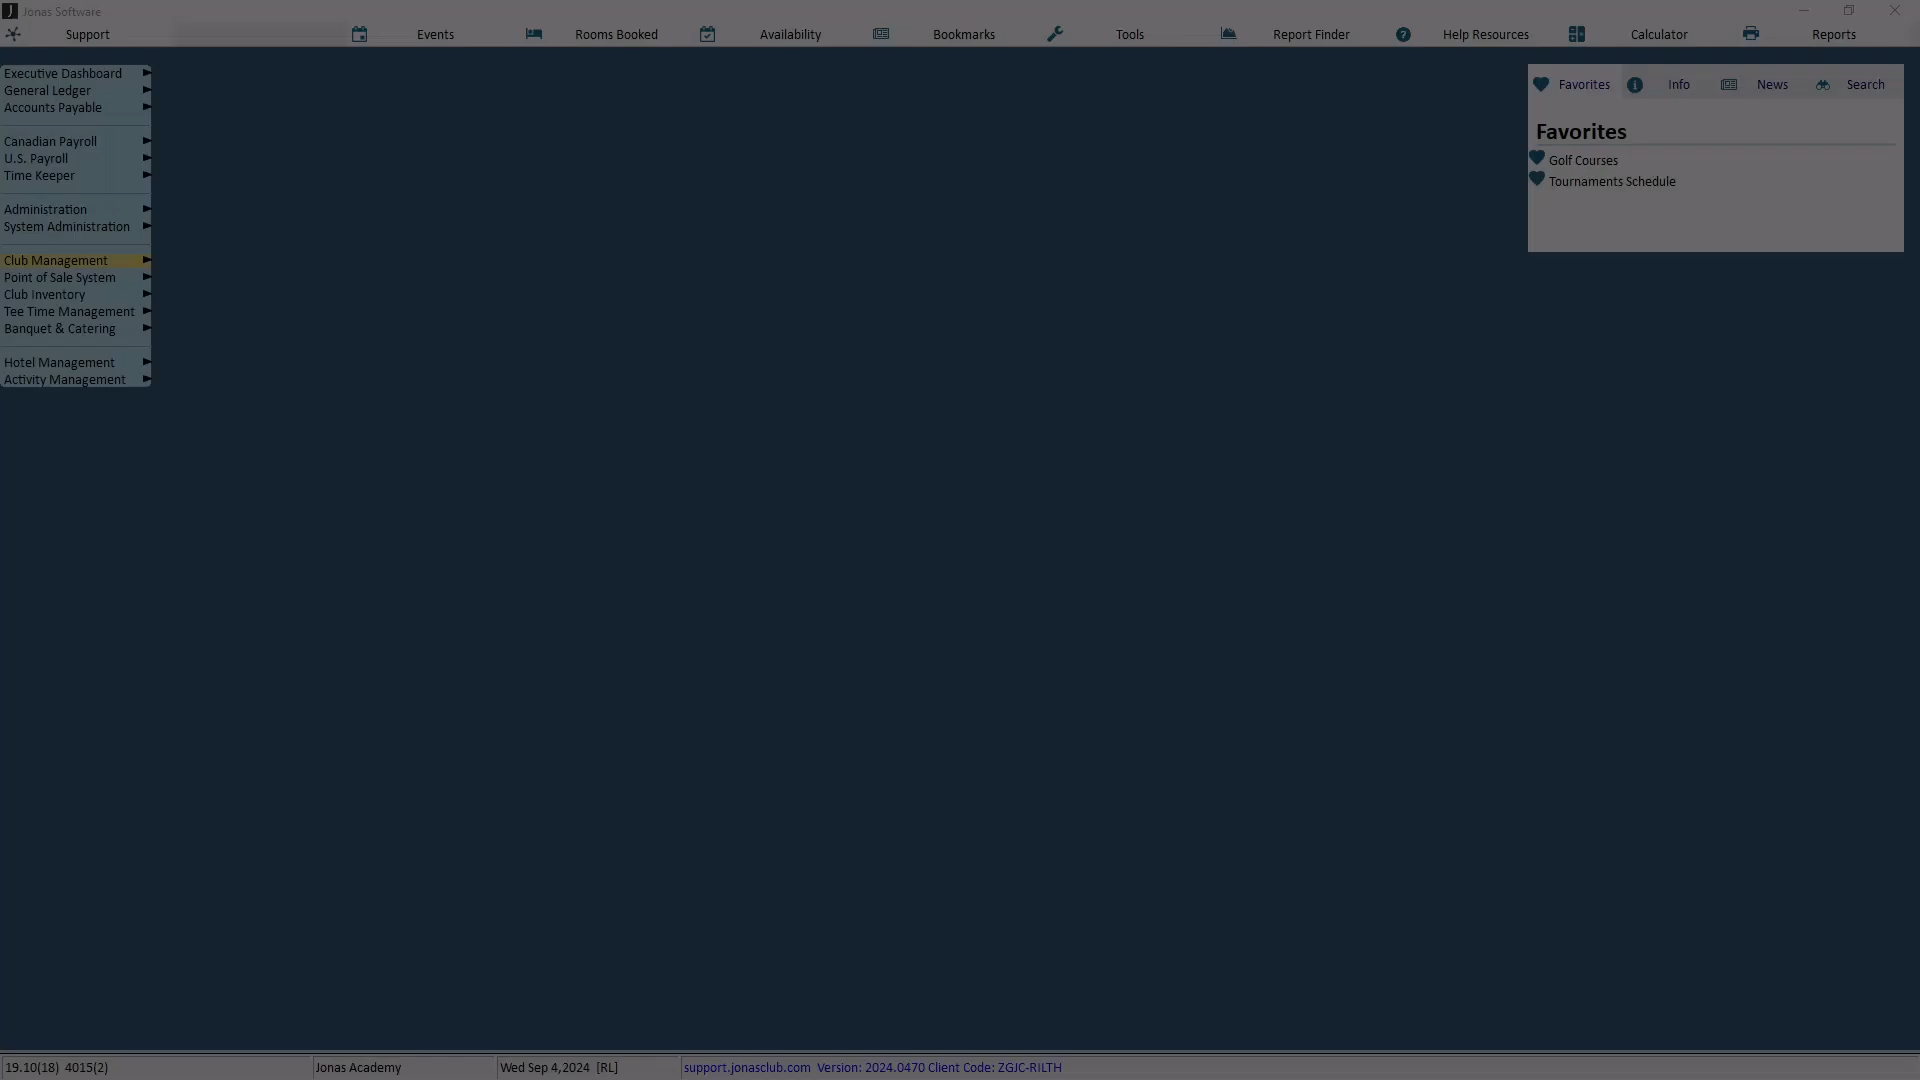 Jonas Software
Support Events Rooms Booked Availability Bookmarks Tools Report Finder Help Resources Calculator Reports
Executive Dashboard
General Ledger
Accounts Payable
Canadian Payroll
U.S. Payroll
Time Keeper
Administration
System Administration
Club Management
Point of Sale System
Club Inventory
Tee Time Management
Banquet & Catering
Hotel Management
Activity Management
Favorites Info News Search
Favorites
Golf Courses
Tournaments Schedule
19.10(18) 4015(2) Jonas Academy Wed Sep 4,2024 [RL] support.jonasclub.com Version: 2024.0470 Client Code: ZGJC-RILTH